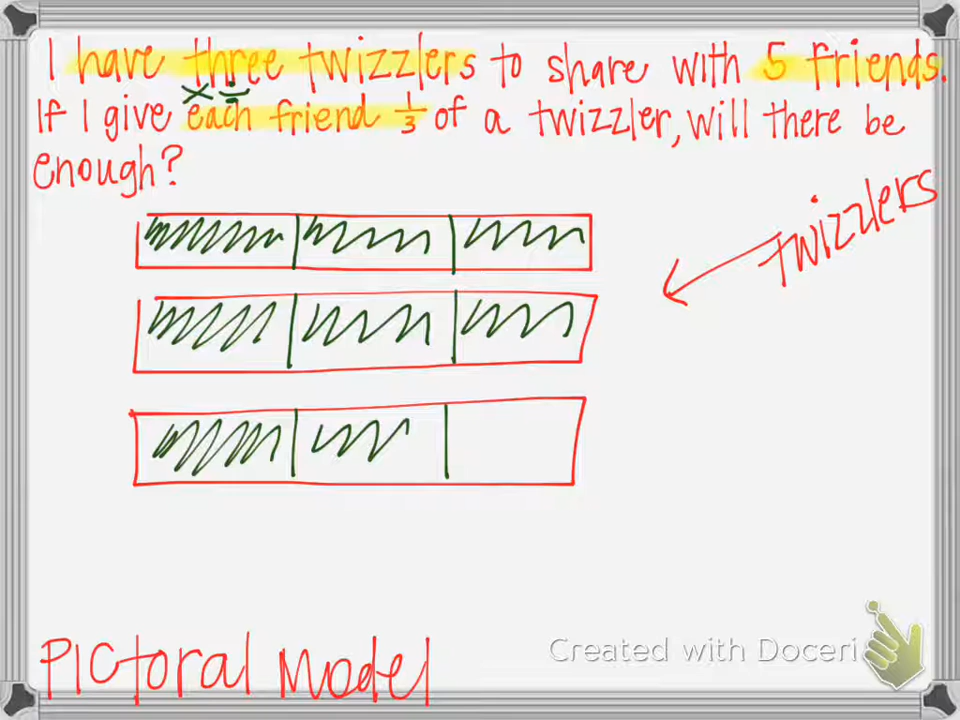 I have three twizzlers to share with 5 friends.
× ÷
If I give each friend 1/3 of a twizzler, will there be
enough?
twizzlers
Pictoral Model
Created with Doceri